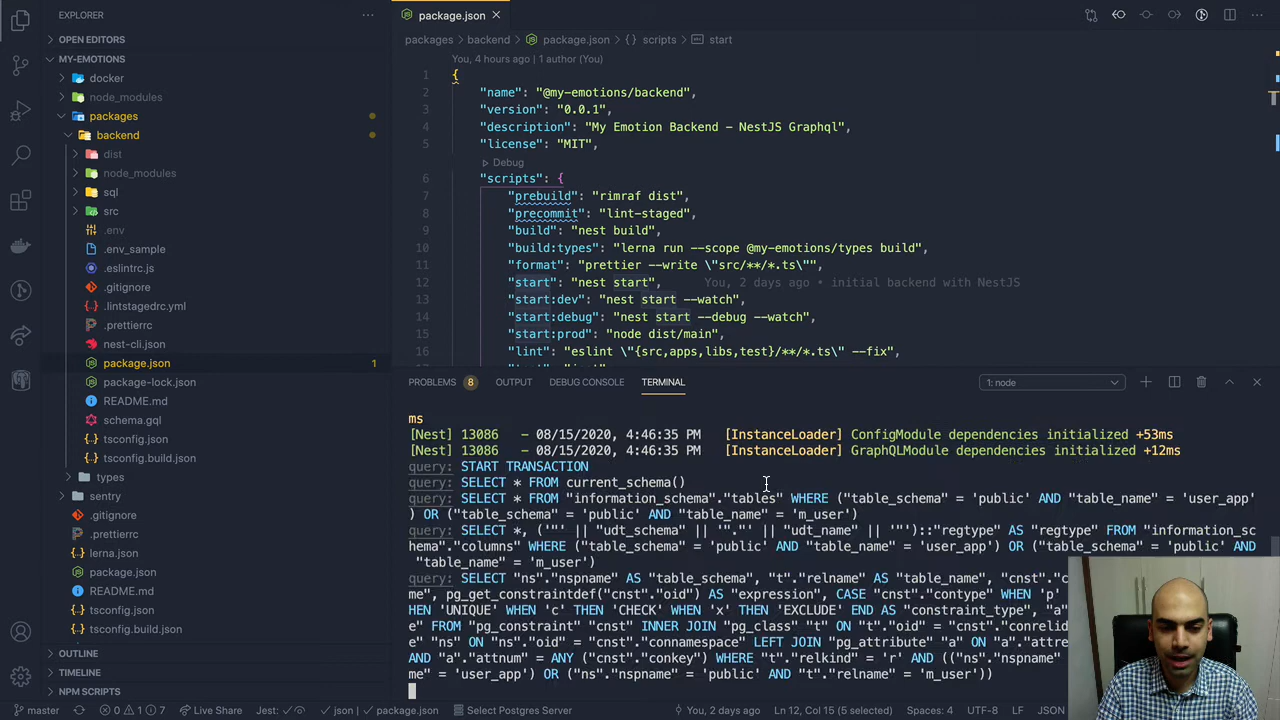 EXPLORER
OPEN EDITORS
MY-EMOTIONS
docker
node_modules
packages
backend
dist
node_modules
sql
src
.env
.env_sample
.eslintrc.js
.gitignore
.lintstagedrc.yml
.prettierrc
nest-cli.json
package.json 1
package-lock.json
README.md
schema.gql
tsconfig.json
tsconfig.build.json
types
sentry
.gitignore
.prettierrc
lerna.json
package.json
README.md
tsconfig.json
tsconfig.build.json
OUTLINE
TIMELINE
NPM SCRIPTS
package.json
packages > backend > package.json > {} scripts > start
You, 4 hours ago | 1 author (You)
1 {
2 "name": "@my-emotions/backend",
3 "version": "0.0.1",
4 "description": "My Emotion Backend - NestJS Graphql",
5 "license": "MIT",
Debug
6 "scripts": {
7 "prebuild": "rimraf dist",
8 "precommit": "lint-staged",
9 "build": "nest build",
10 "build:types": "lerna run --scope @my-emotions/types build",
11 "format": "prettier --write \"src/**/*.ts\"",
12 "start": "nest start", You, 2 days ago • initial backend with NestJS
13 "start:dev": "nest start --watch",
14 "start:debug": "nest start --debug --watch",
15 "start:prod": "node dist/main",
16 "lint": "eslint \"{src,apps,libs,test}/**/*.ts\" --fix",
PROBLEMS 8 OUTPUT DEBUG CONSOLE TERMINAL 1: node
ms
[Nest] 13086 - 08/15/2020, 4:46:35 PM [InstanceLoader] ConfigModule dependencies initialized +53ms
[Nest] 13086 - 08/15/2020, 4:46:35 PM [InstanceLoader] GraphQLModule dependencies initialized +12ms
query: START TRANSACTION
query: SELECT * FROM current_schema()
query: SELECT * FROM "information_schema"."tables" WHERE ("table_schema" = 'public' AND "table_name" = 'user_app'
) OR ("table_schema" = 'public' AND "table_name" = 'm_user')
query: SELECT *, ('"' || "udt_schema" || '"."' || "udt_name" || '"')::"regtype" AS "regtype" FROM "information_sc
hema"."columns" WHERE ("table_schema" = 'public' AND "table_name" = 'user_app') OR ("table_schema" = 'public' AND
"table_name" = 'm_user')
query: SELECT "ns"."nspname" AS "table_schema", "t"."relname" AS "table_name", "cnst"."c
me", pg_get_constraintdef("cnst"."oid") AS "expression", CASE "cnst"."contype" WHEN 'p'
HEN 'UNIQUE' WHEN 'c' THEN 'CHECK' WHEN 'x' THEN 'EXCLUDE' END AS "constraint_type", "a"
e" FROM "pg_constraint" "cnst" INNER JOIN "pg_class" "t" ON "t"."oid" = "cnst"."conrelid
" "ns" ON "ns"."oid" = "cnst"."connamespace" LEFT JOIN "pg_attribute" "a" ON "a"."attre
AND "a"."attnum" = ANY ("cnst"."conkey") WHERE "t"."relkind" = 'r' AND (("ns"."nspname"
me" = 'user_app') OR ("ns"."nspname" = 'public' AND "t"."relname" = 'm_user'))
master 0 1 7 Live Share Jest: json | package.json Select Postgres Server You, 2 days ago Ln 12, Col 15 (5 selected) Spaces: 4 UTF-8 LF JSON